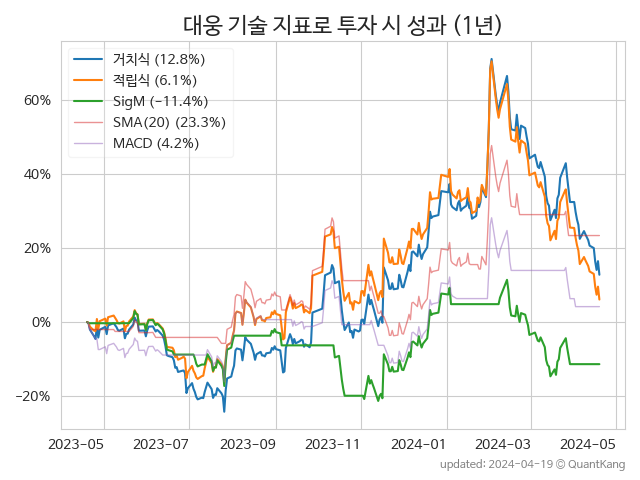 대웅 기술 지표로 투자 시 성과 (1년)
거치식 (12.8%)
적립식 (6.1%)
SigM (−11.4%)
SMA(20) (23.3%)
MACD (4.2%)
60%
40%
20%
0%
−20%
2023-05 2023-07 2023-09 2023-11 2024-01 2024-03 2024-05
updated: 2024-04-19 © QuantKang